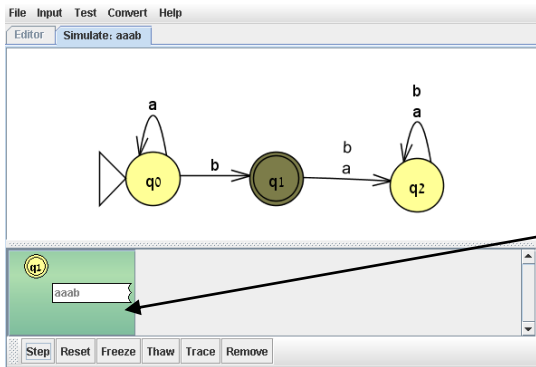 File Input Test Convert Help
Editor Simulate: aaab
a
b
a
b
b
a
q0
q1
q2
q1
aaab
Step Reset Freeze Thaw Trace Remove